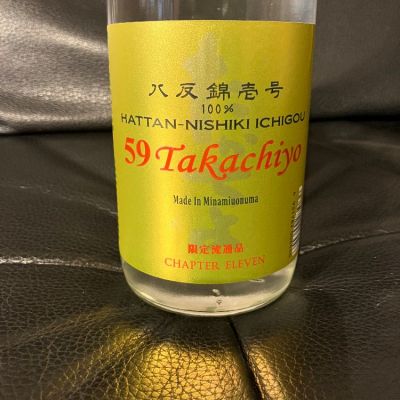 八反錦壱号
100%
HATTAN-NISHIKI ICHIGOU
59 Takachiyo
Made In Minamiuonuma
限定流通品
CHAPTER ELEVEN